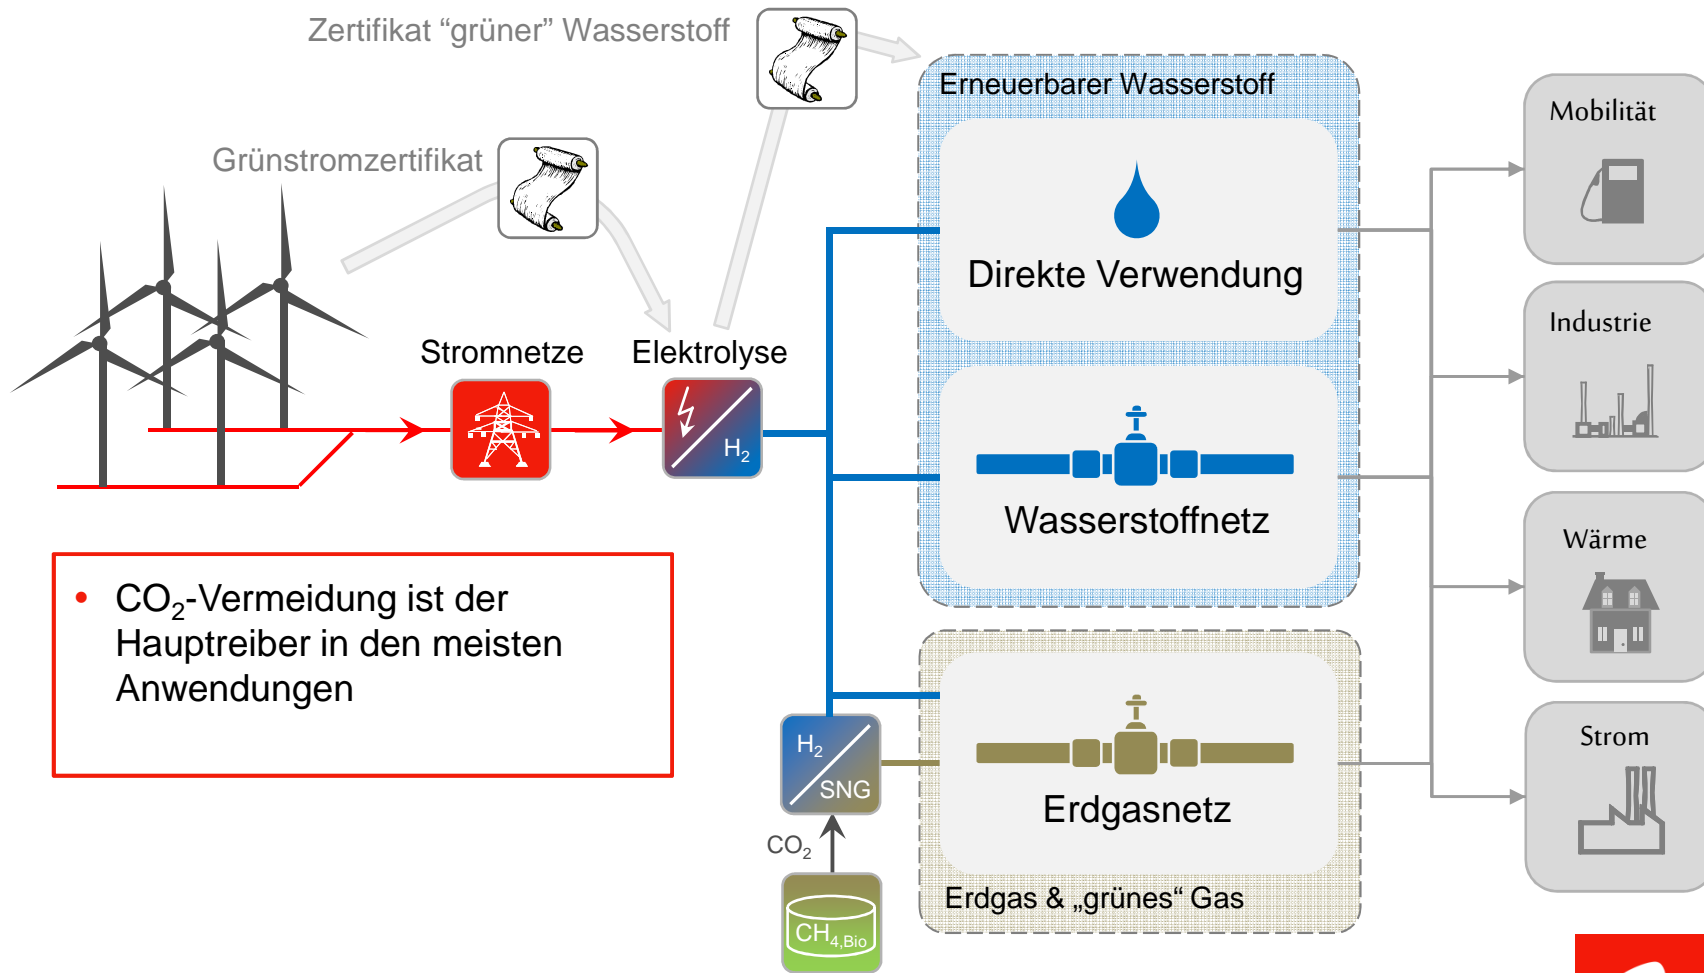 Zertifikat “grüner” Wasserstoff
Grünstromzertifikat
Stromnetze
Elektrolyse
H₂
Erneuerbarer Wasserstoff
Direkte Verwendung
Wasserstoffnetz
Mobilität
Industrie
Wärme
Strom
• CO₂-Vermeidung ist der
Hauptreiber in den meisten
Anwendungen
H₂
SNG
CO₂
CH₄,Bio
Erdgasnetz
Erdgas & „grünes“ Gas